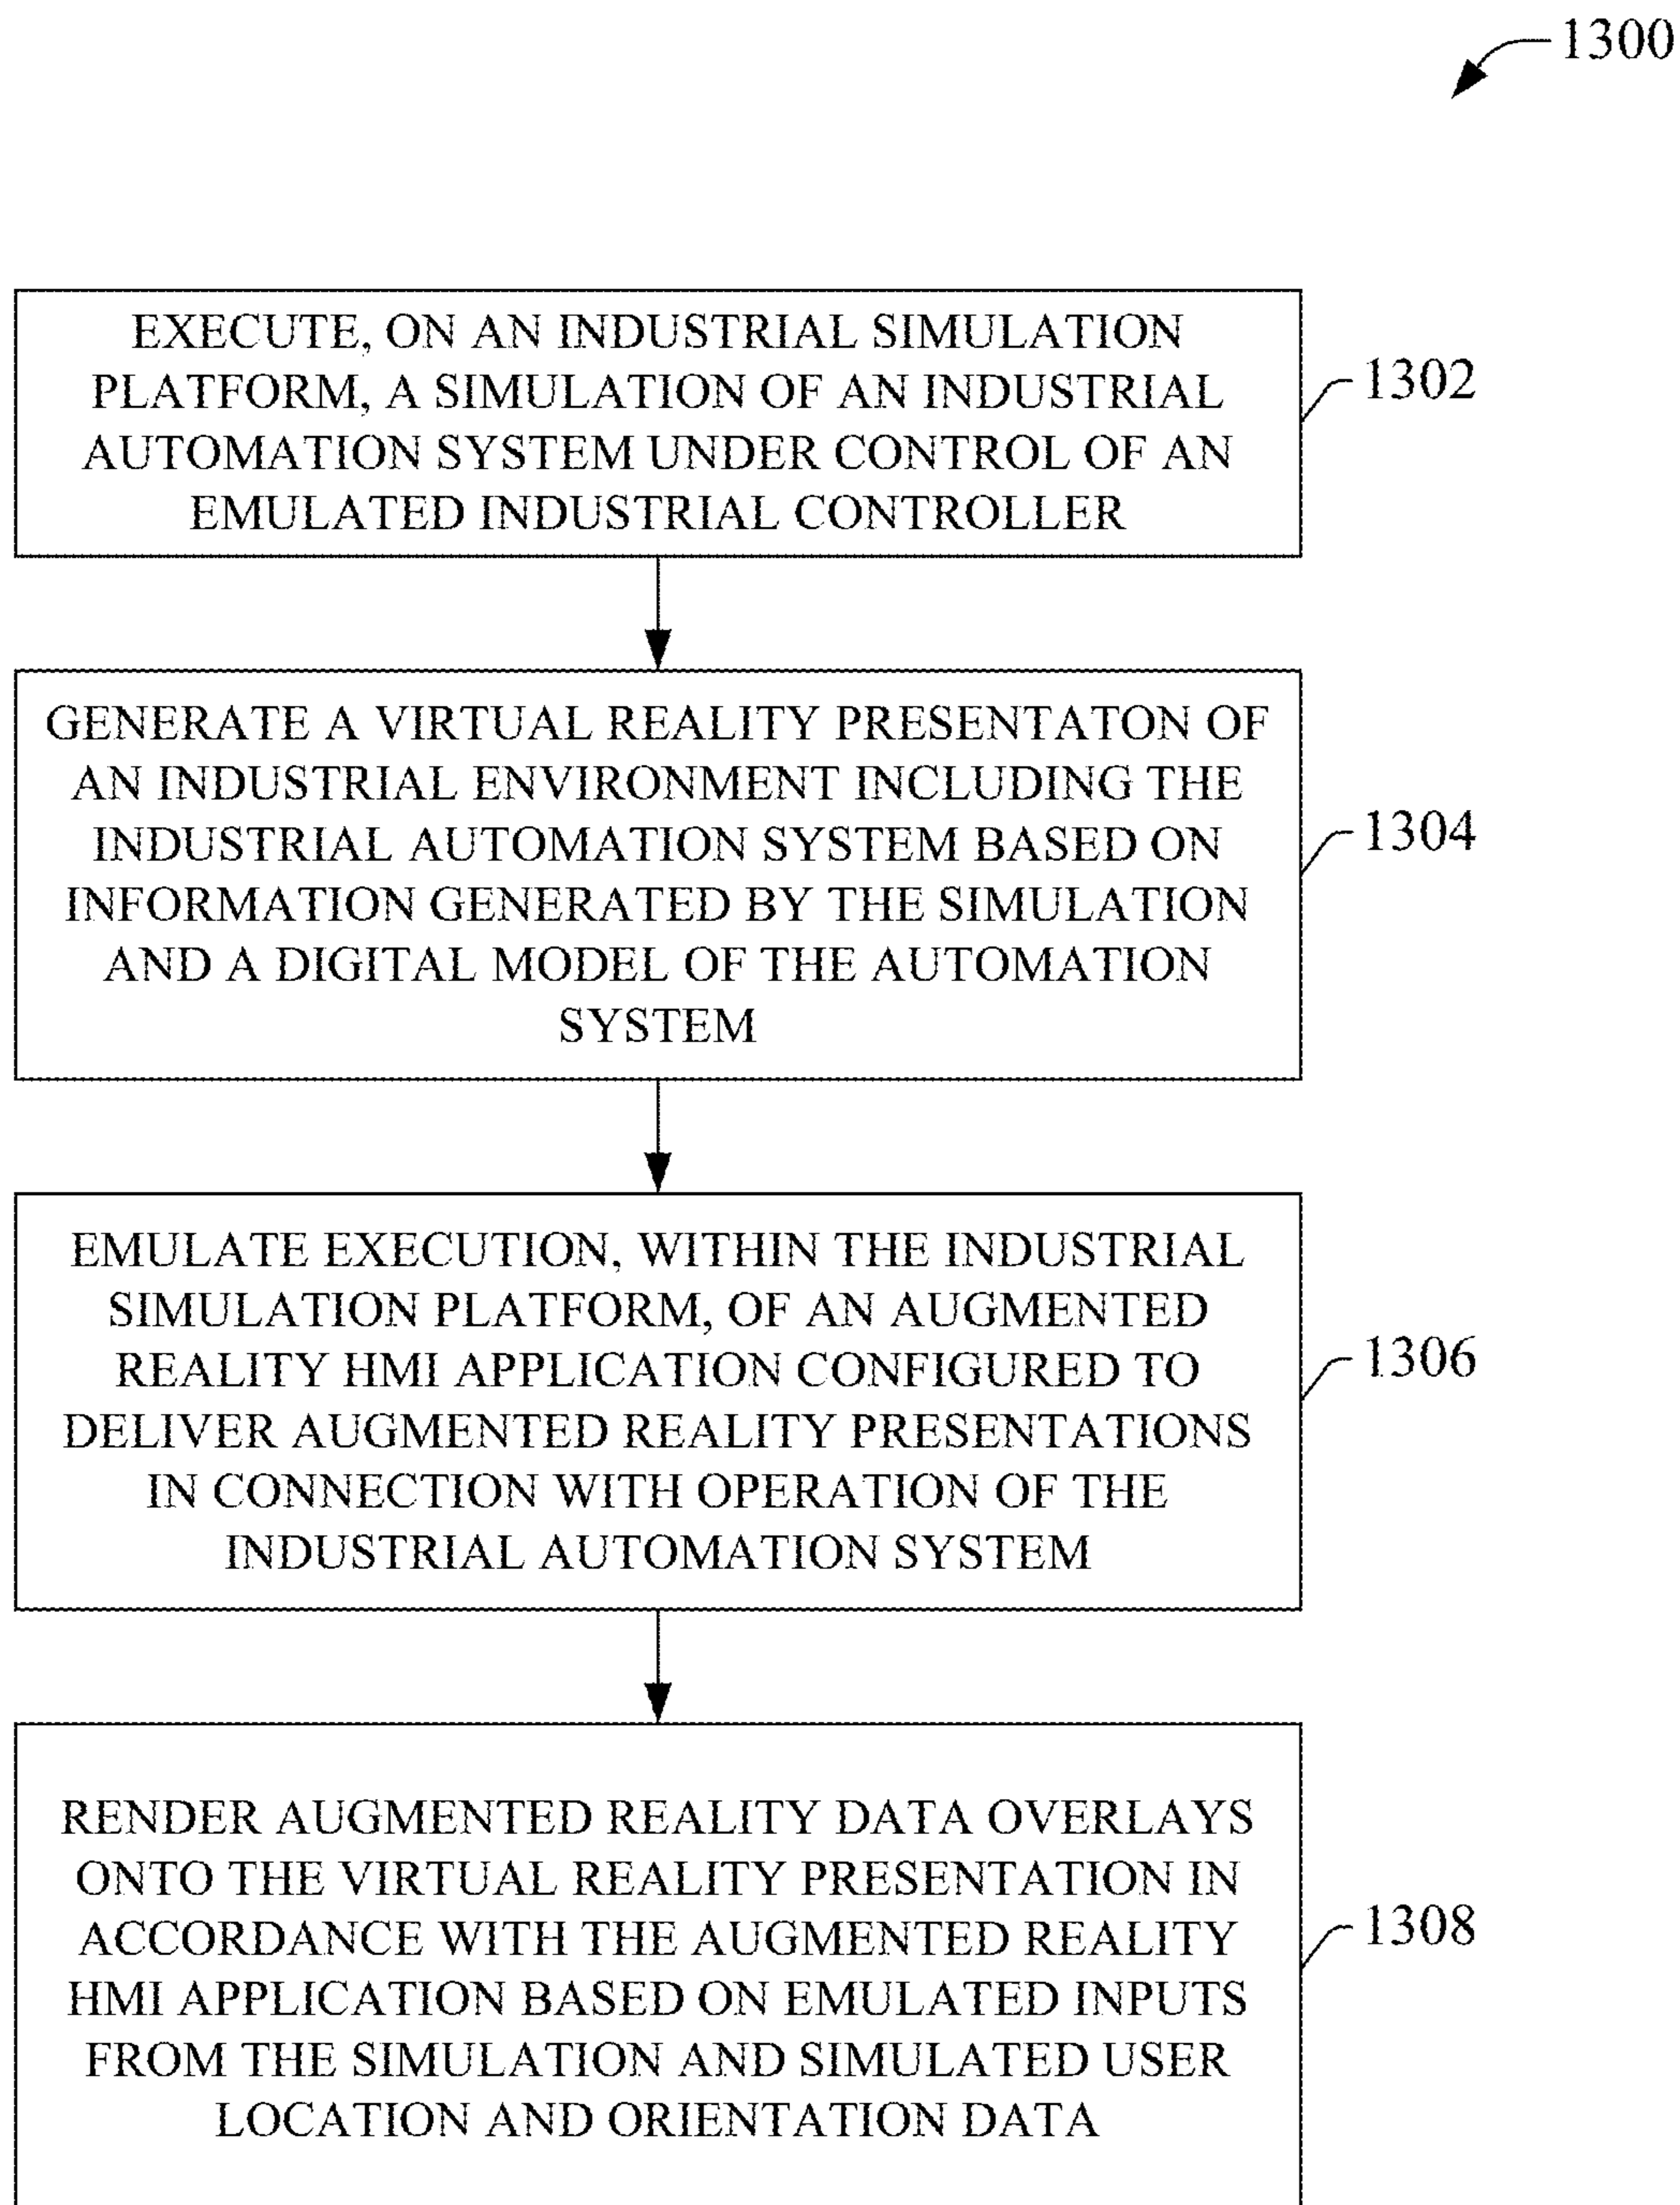 1300
EXECUTE, ON AN INDUSTRIAL SIMULATION
PLATFORM, A SIMULATION OF AN INDUSTRIAL
AUTOMATION SYSTEM UNDER CONTROL OF AN
EMULATED INDUSTRIAL CONTROLLER
1302
GENERATE A VIRTUAL REALITY PRESENTATON OF
AN INDUSTRIAL ENVIRONMENT INCLUDING THE
INDUSTRIAL AUTOMATION SYSTEM BASED ON
INFORMATION GENERATED BY THE SIMULATION
AND A DIGITAL MODEL OF THE AUTOMATION
SYSTEM
1304
EMULATE EXECUTION, WITHIN THE INDUSTRIAL
SIMULATION PLATFORM, OF AN AUGMENTED
REALITY HMI APPLICATION CONFIGURED TO
DELIVER AUGMENTED REALITY PRESENTATIONS
IN CONNECTION WITH OPERATION OF THE
INDUSTRIAL AUTOMATION SYSTEM
1306
RENDER AUGMENTED REALITY DATA OVERLAYS
ONTO THE VIRTUAL REALITY PRESENTATION IN
ACCORDANCE WITH THE AUGMENTED REALITY
HMI APPLICATION BASED ON EMULATED INPUTS
FROM THE SIMULATION AND SIMULATED USER
LOCATION AND ORIENTATION DATA
1308